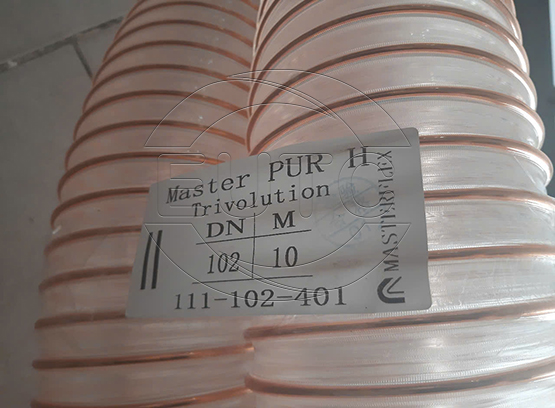 Master PUR H
Trivolution
DN M
102 10
111-102-401
MASTERFLEX